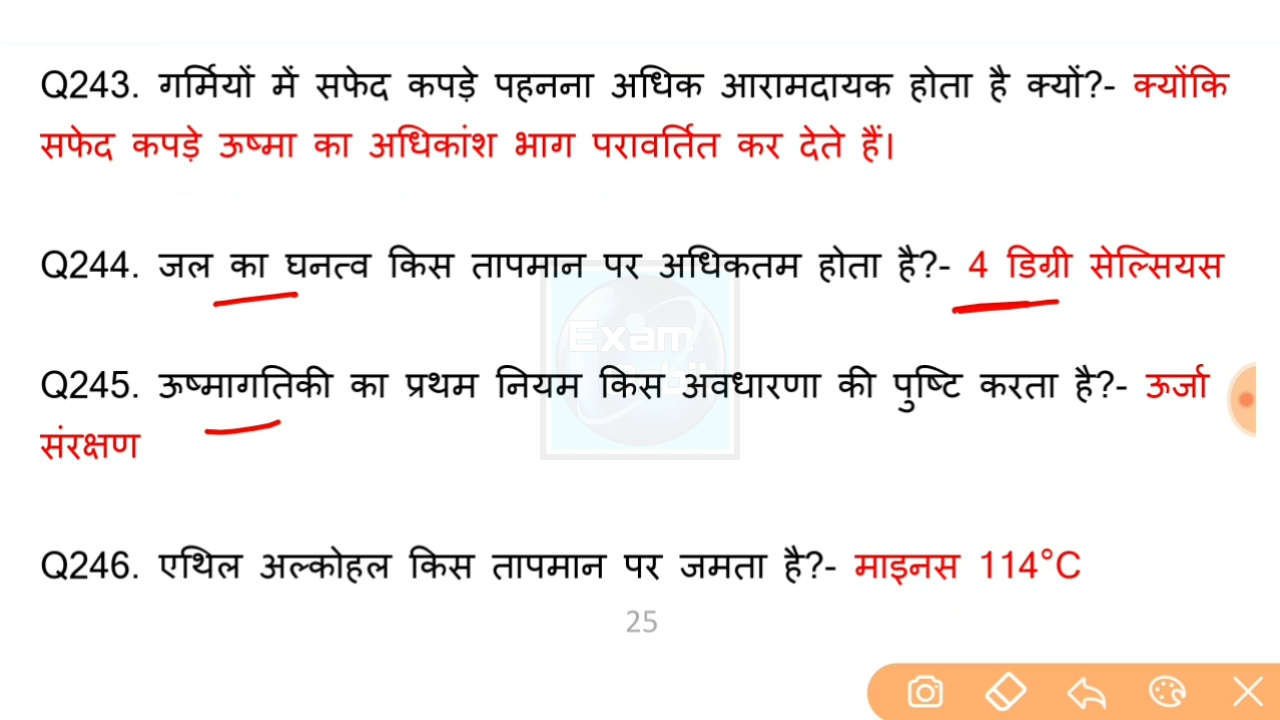 Q243. गर्मियों में सफेद कपड़े पहनना अधिक आरामदायक होता है क्यों?- क्योंकि
सफेद कपड़े ऊष्मा का अधिकांश भाग परावर्तित कर देते हैं।
Q244. जल का घनत्व किस तापमान पर अधिकतम होता है?- 4 डिग्री सेल्सियस
Exam
Q245. ऊष्मागतिकी का प्रथम नियम किस अवधारणा की पुष्टि करता है?- ऊर्जा
संरक्षण
Q246. एथिल अल्कोहल किस तापमान पर जमता है?- माइनस 114°C
25